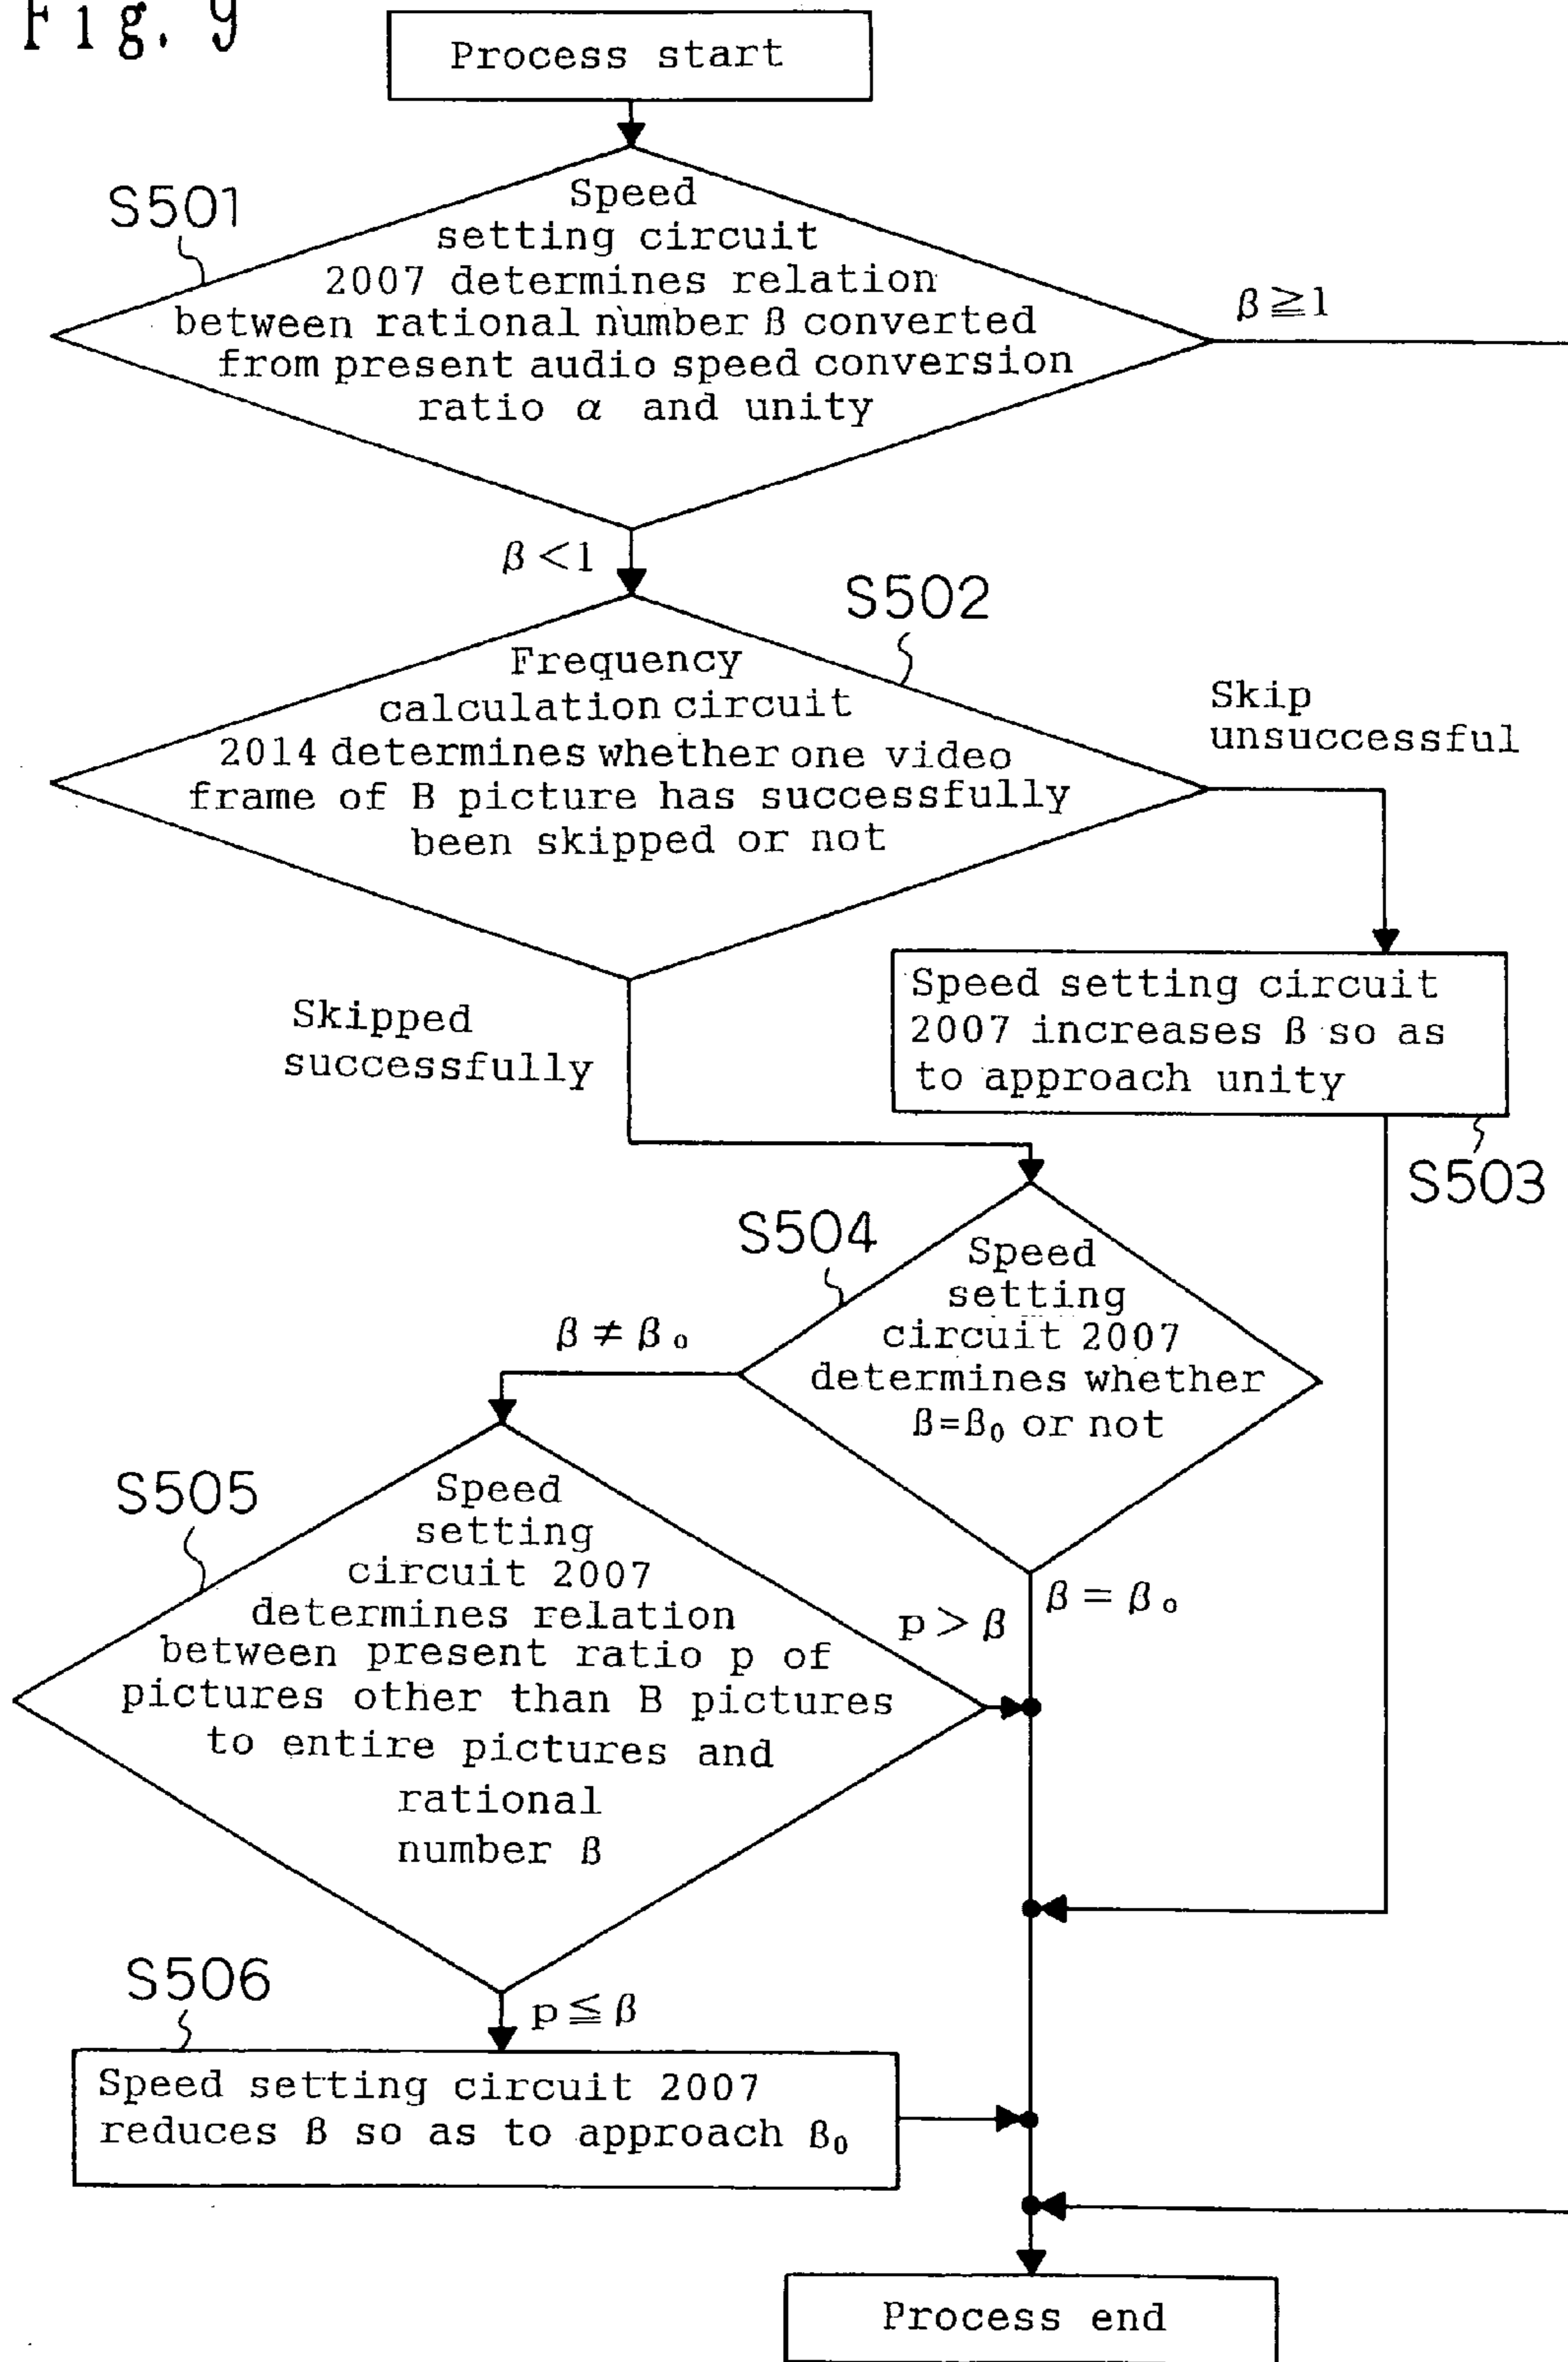 Fig. 9
Process start
S501
Speed
setting circuit
2007 determines relation
between rational number β converted
from present audio speed conversion
ratio α and unity
β≧1
β<1
S502
Frequency
calculation circuit
2014 determines whether one video
frame of B picture has successfully
been skipped or not
Skip
unsuccessful
Skipped
successfully
Speed setting circuit
2007 increases β so as
to approach unity
S503
S504
Speed
setting
circuit 2007
determines whether
β=β₀ or not
β≠β₀
β=β₀
S505
Speed
setting
circuit 2007
determines relation
between present ratio p of
pictures other than B pictures
to entire pictures and
rational
number β
p>β
p≦β
S506
Speed setting circuit 2007
reduces β so as to approach β₀
Process end